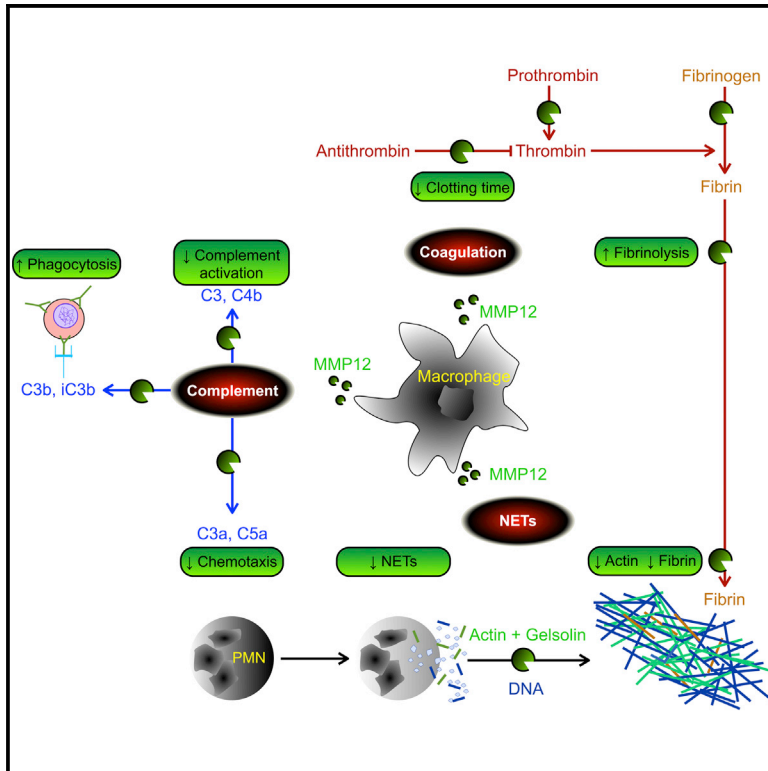 Prothrombin
Fibrinogen
Antithrombin
Thrombin
↓ Clotting time
Fibrin
Coagulation
↑ Fibrinolysis
↑ Phagocytosis
↓ Complement
activation
C3, C4b
MMP12
MMP12
Macrophage
C3b, iC3b
Complement
MMP12
NETs
C3a, C5a
↓ Chemotaxis
↓ NETs
↓ Actin ↓ Fibrin
Fibrin
PMN
Actin + Gelsolin
DNA